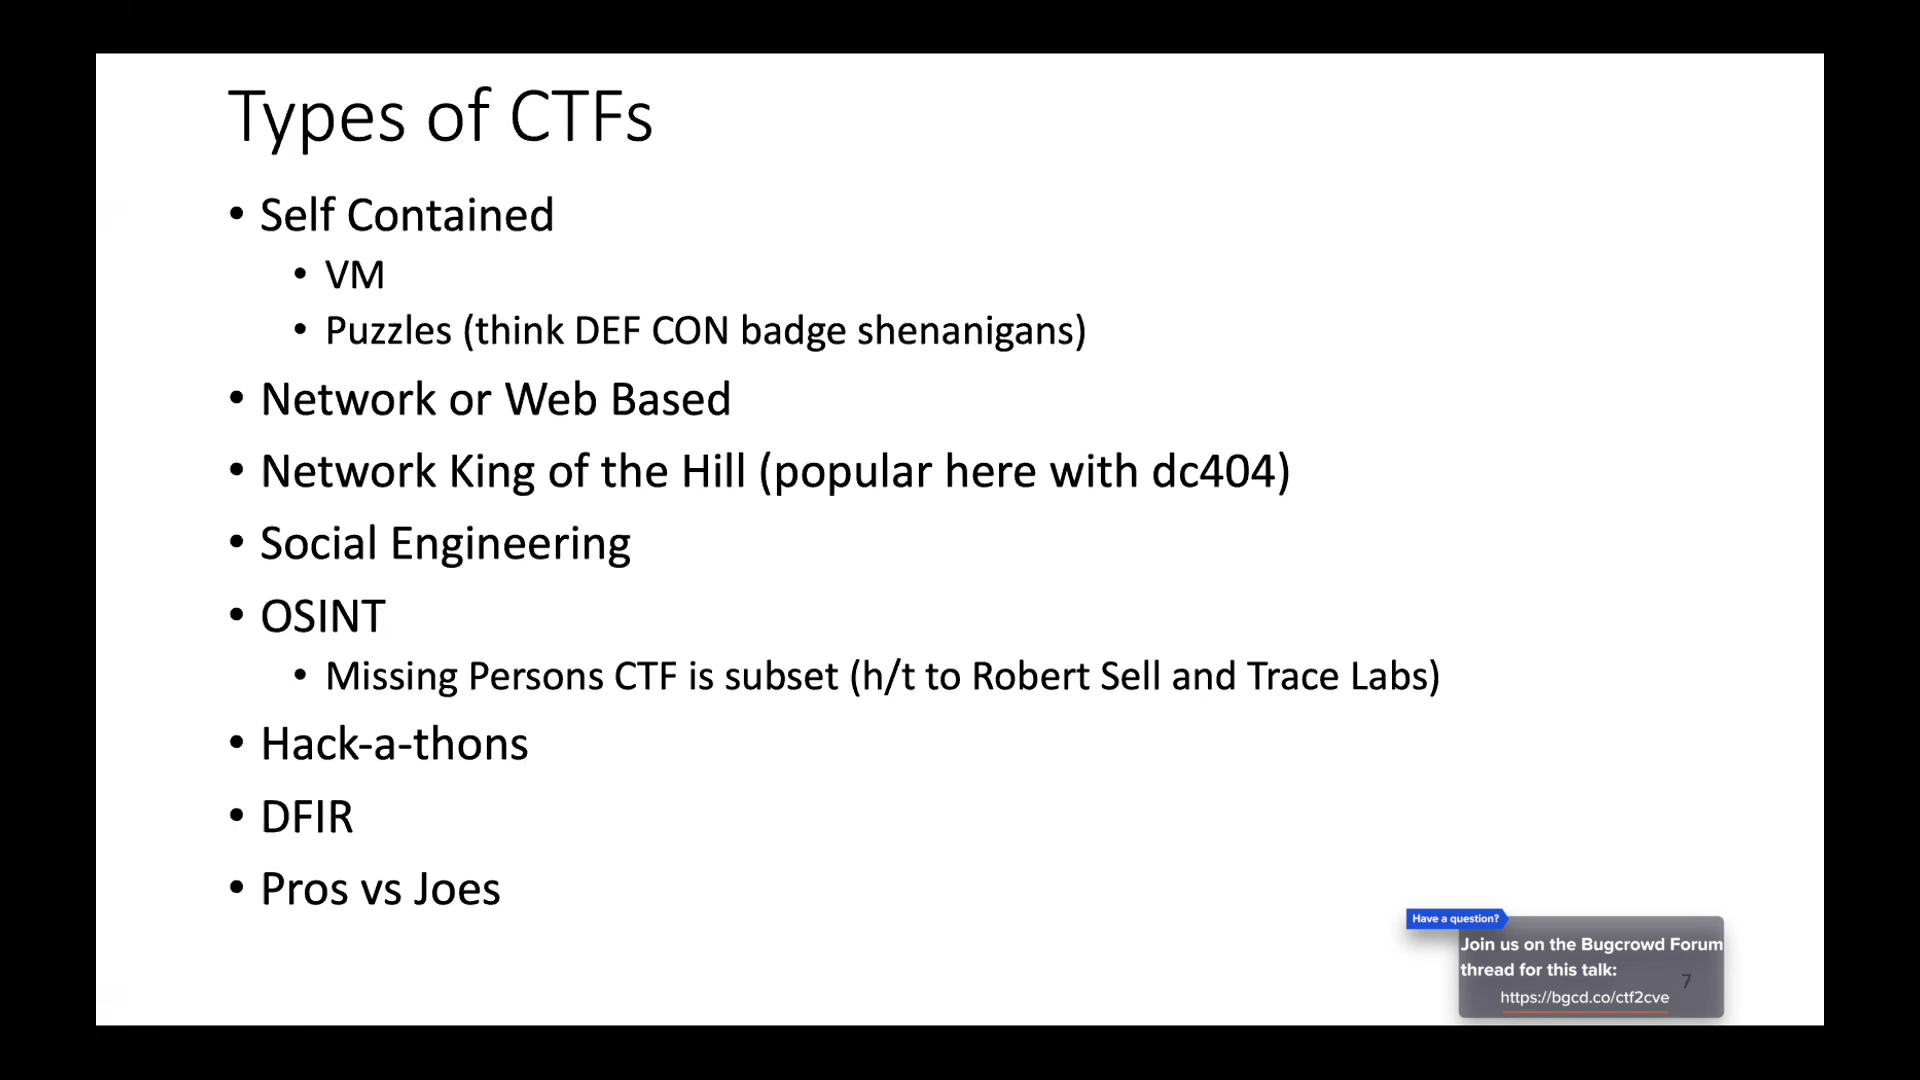 Types of CTFs
• Self Contained
• VM
• Puzzles (think DEF CON badge shenanigans)
• Network or Web Based
• Network King of the Hill (popular here with dc404)
• Social Engineering
• OSINT
• Missing Persons CTF is subset (h/t to Robert Sell and Trace Labs)
• Hack-a-thons
• DFIR
• Pros vs Joes
Have a question?
Join us on the Bugcrowd Forum
thread for this talk:
7
https://bgcd.co/ctf2cve